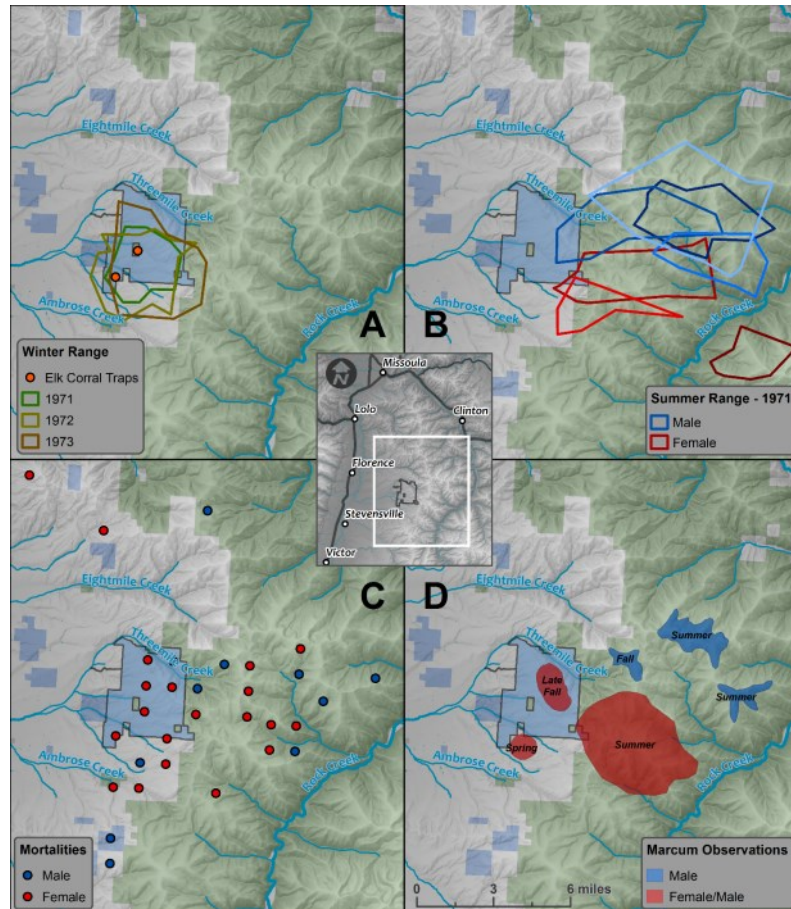 Eightmile Creek
Threemile Creek
Ambrose Creek
Rock Creek
A
Winter Range
Elk Corral Traps
1971
1972
1973
Eightmile Creek
Threemile Creek
Ambrose Creek
Rock Creek
B
Summer Range - 1971
Male
Female
N
Missoula
Lolo
Clinton
Florence
Stevensville
Victor
Eightmile Creek
C
Threemile Creek
Ambrose Creek
Rock Creek
Mortalities
Male
Female
Eightmile Creek
D
Threemile Creek
Summer
Fall
Late
Fall
Summer
Spring
Summer
Ambrose Creek
Rock Creek
Marcum Observations
Male
Female/Male
0 3 6 miles